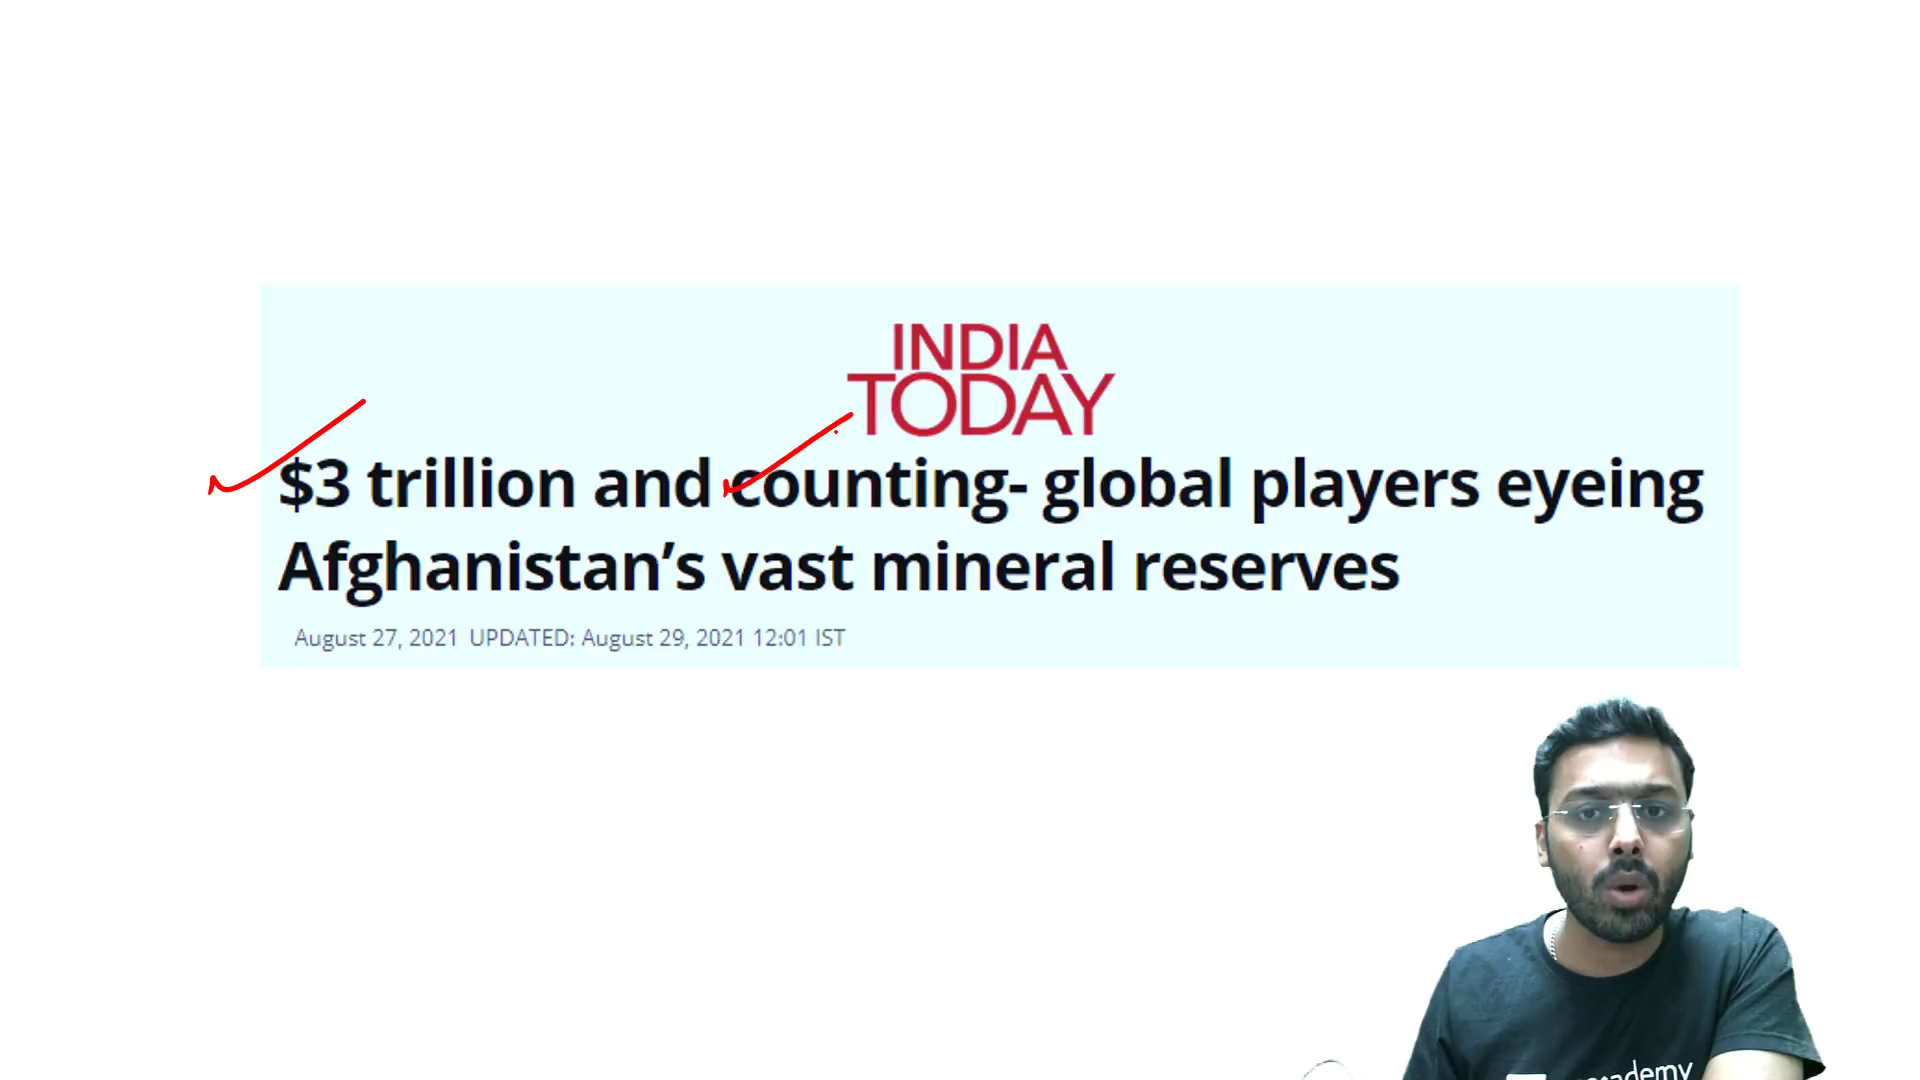 INDIA
TODAY
$3 trillion and counting- global players eyeing
Afghanistan’s vast mineral reserves
August 27, 2021 UPDATED: August 29, 2021 12:01 IST